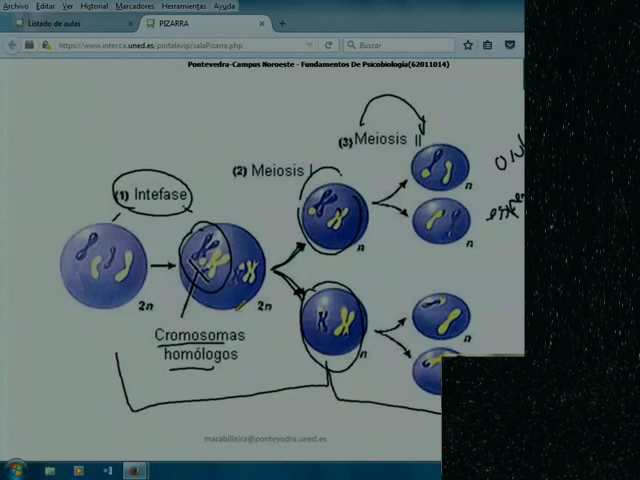 Archivo Editar Ver Historial Marcadores Herramientas Ayuda
Listado de aulas
PIZARRA
https://www.intecca.uned.es/portalavip/salaPizarra.php
Buscar
Pontevedra-Campus Noroeste - Fundamentos De Psicobiología(62011014)
(3) Meiosis II
(2) Meiosis I
(1) Intefase
n
n
n
2n
2n
n
n
n
Cromosomas
homólogos
marabilleira@pontevedra.uned.es